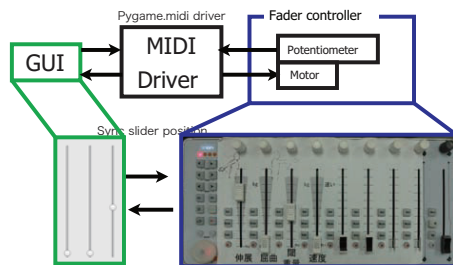 Pygame.midi driver
Fader controller
GUI
MIDI
Driver
Potentiometer
Motor
Sync slider position
伸展
屈曲
間
速度